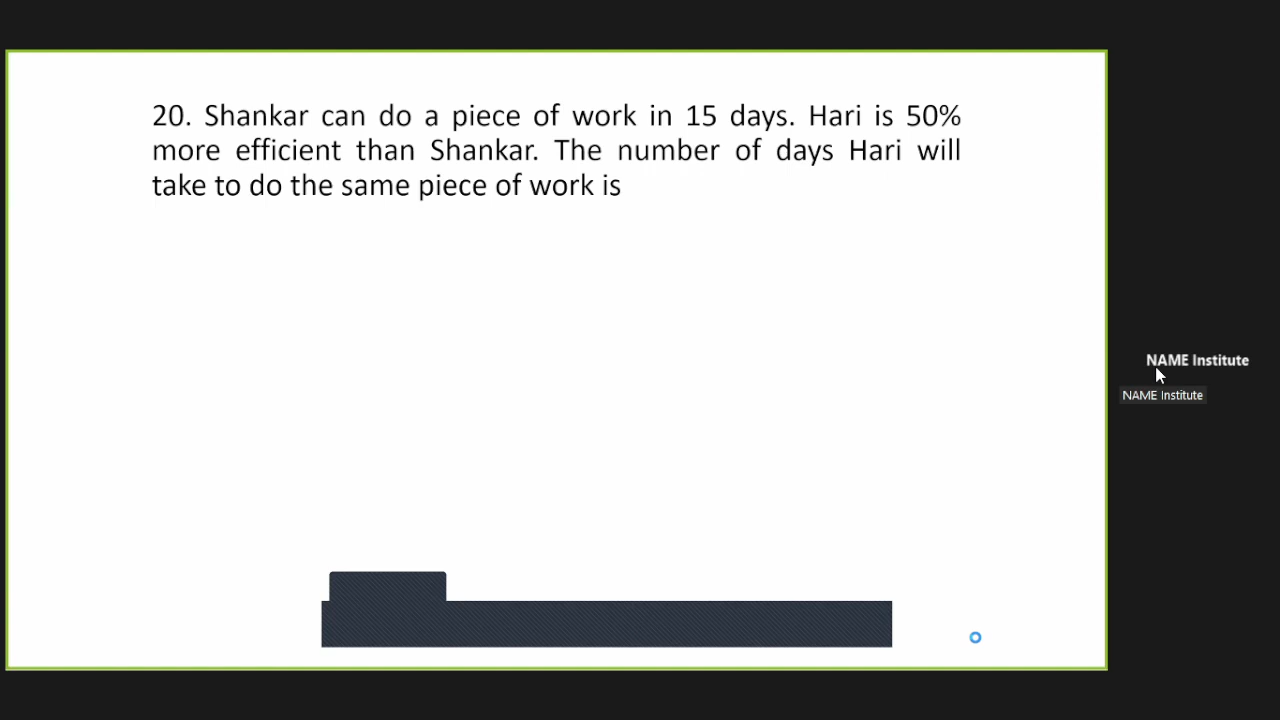 20. Shankar can do a piece of work in 15 days. Hari is 50%
more efficient than Shankar. The number of days Hari will
take to do the same piece of work is
NAME Institute
NAME Institute